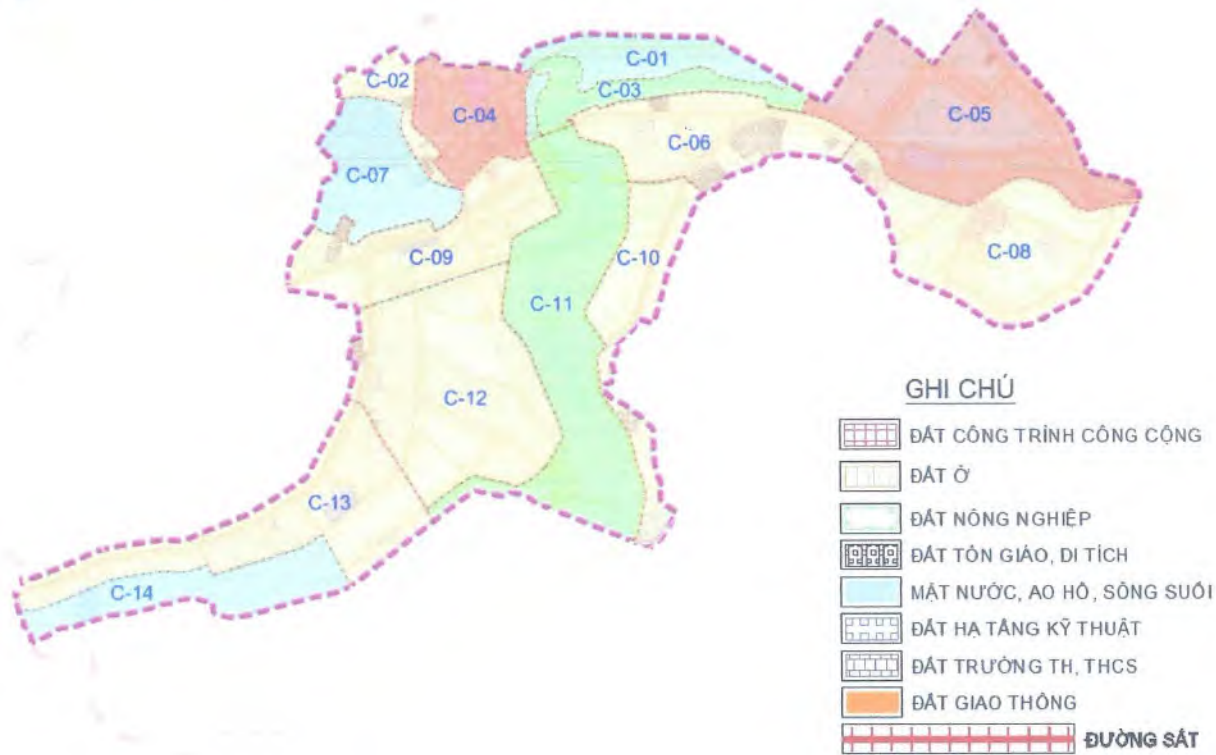 C-01
C-02
C-03
C-04
C-05
C-06
C-07
C-08
C-09
C-10
C-11
C-12
C-13
C-14
GHI CHÚ
ĐẤT CÔNG TRÌNH CÔNG CỘNG
ĐẤT Ở
ĐẤT NÔNG NGHIỆP
ĐẤT TÔN GIÁO, DI TÍCH
MẶT NƯỚC, AO HỒ, SÔNG SUỐI
ĐẤT HẠ TẦNG KỸ THUẬT
ĐẤT TRƯỜNG TH, THCS
ĐẤT GIAO THÔNG
ĐƯỜNG SẮT